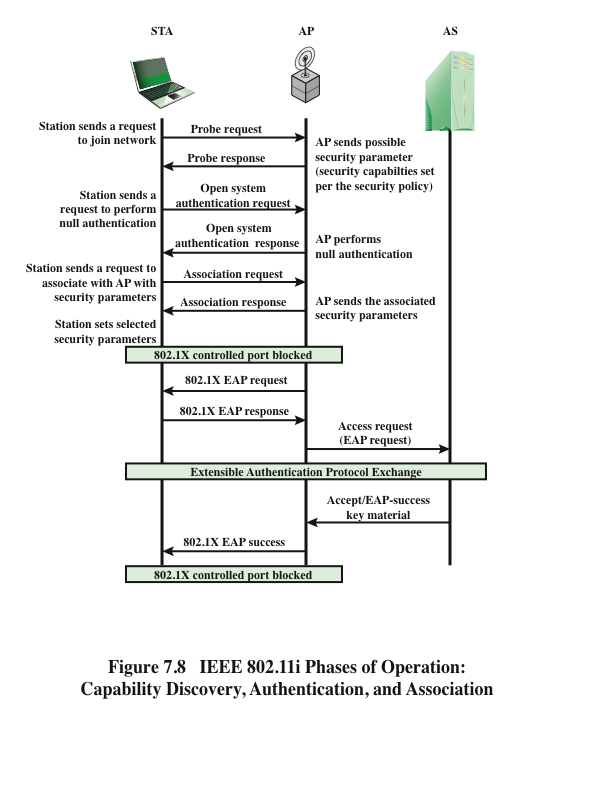 STA
AP
AS
Station sends a request
to join network
Probe request
AP sends possible
security parameter
(security capabilties set
per the security policy)
Probe response
Station sends a
request to perform
null authentication
Open system
authentication request
Open system
authentication response
AP performs
null authentication
Station sends a request to
associate with AP with
security parameters
Association request
Association response
AP sends the associated
security parameters
Station sets selected
security parameters
802.1X controlled port blocked
802.1X EAP request
802.1X EAP response
Access request
(EAP request)
Extensible Authentication Protocol Exchange
Accept/EAP-success
key material
802.1X EAP success
802.1X controlled port blocked
Figure 7.8 IEEE 802.11i Phases of Operation:
Capability Discovery, Authentication, and Association